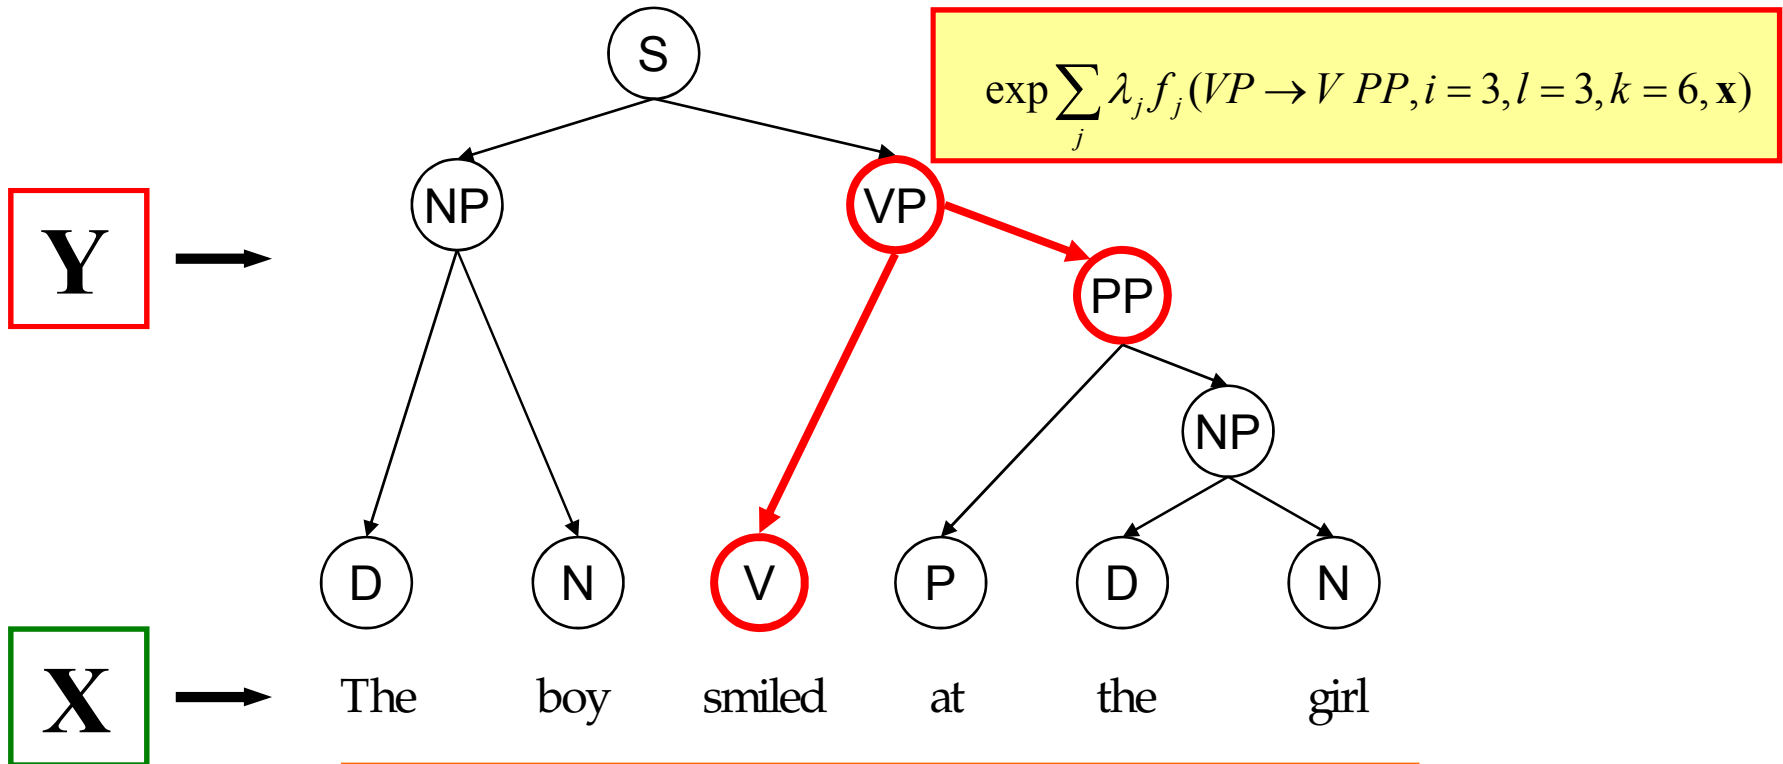 S
exp ∑_j λ_j f_j (VP → V PP, i = 3, l = 3, k = 6, x)
NP VP
Y
PP
NP
D N V P D N
X
The boy smiled at the girl